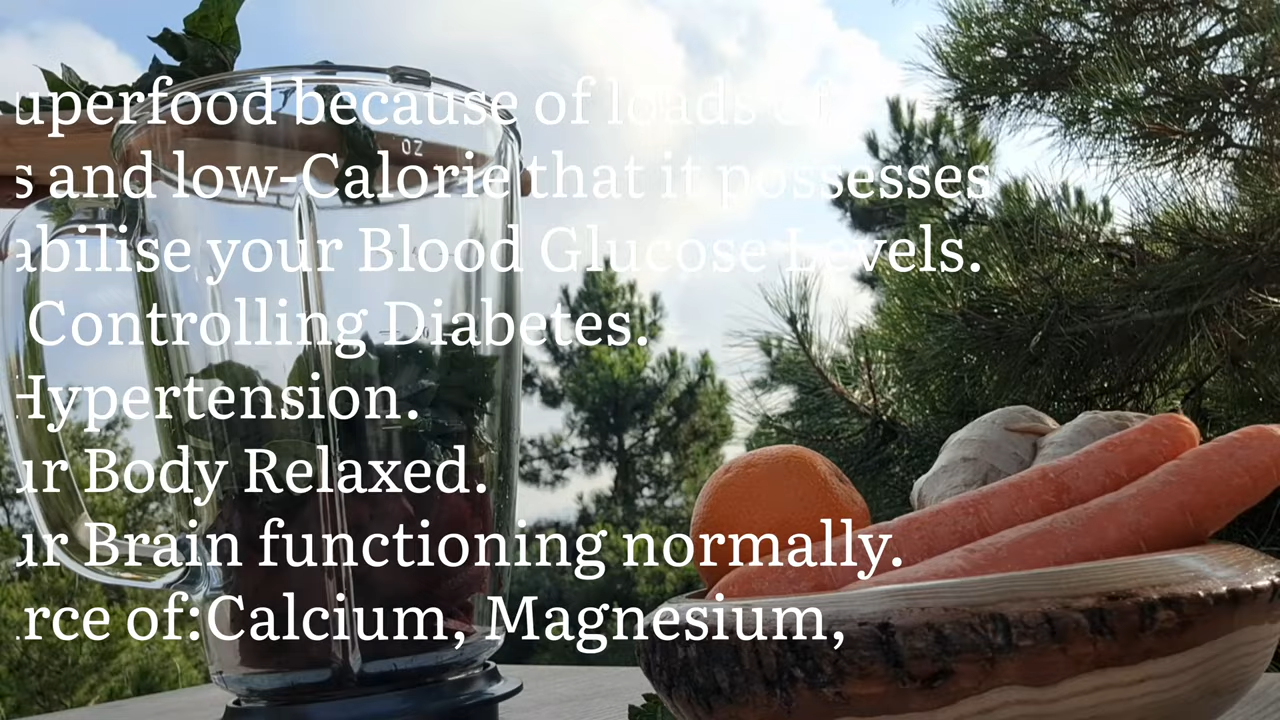 uperfood because of loads of
s and low-Calorie that it possesses
abilise your Blood Glucose Levels.
Controlling Diabetes.
Hypertension.
ur Body Relaxed.
ur Brain functioning normally.
rce of:Calcium, Magnesium,
OZ